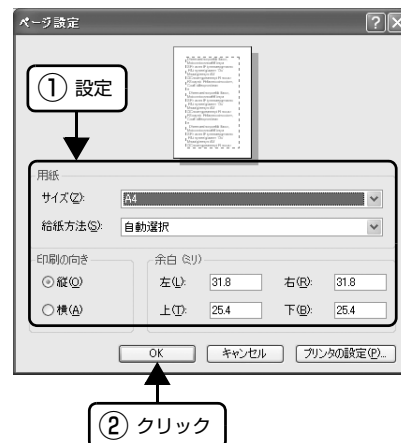 ページ設定
① 設定
用紙
サイズ(Z): A4
給紙方法(S): 自動選択
印刷の向き
縦(O)
横(A)
余白 (ミリ)
左(L): 31.8 右(R): 31.8
上(T): 25.4 下(B): 25.4
OK キャンセル プリンタの設定(P)...
② クリック